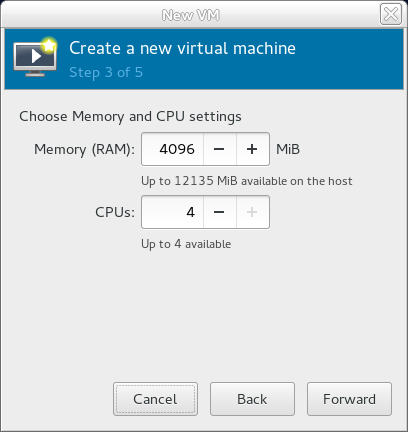 New VM
Create a new virtual machine
Step 3 of 5
Choose Memory and CPU settings
Memory (RAM): 4096 − + MiB
Up to 12135 MiB available on the host
CPUs: 4 − +
Up to 4 available
Cancel Back Forward